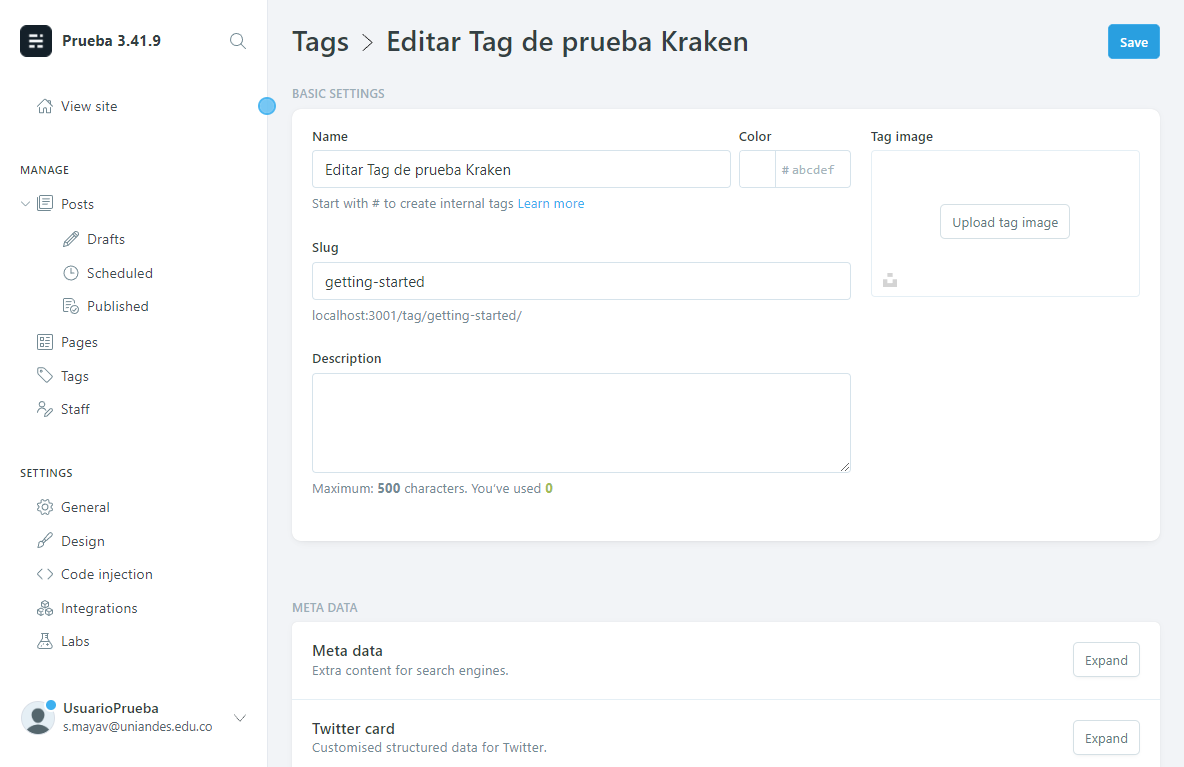 Prueba 3.41.9
View site
MANAGE
Posts
Drafts
Scheduled
Published
Pages
Tags
Staff
SETTINGS
General
Design
Code injection
Integrations
Labs
UsuarioPrueba
s.mayav@uniandes.edu.co
Tags > Editar Tag de prueba Kraken
Save
BASIC SETTINGS
Name
Editar Tag de prueba Kraken
Start with # to create internal tags Learn more
Color
# abcdef
Slug
getting-started
localhost:3001/tag/getting-started/
Description
Maximum: 500 characters. You've used 0
Tag image
Upload tag image
META DATA
Meta data
Extra content for search engines.
Expand
Twitter card
Customised structured data for Twitter.
Expand